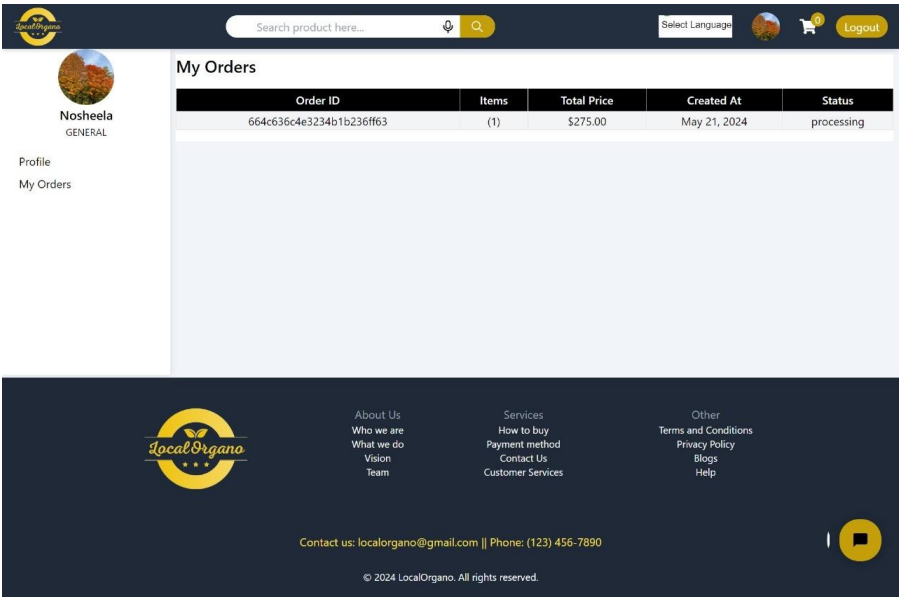 LocalOrgano
Search product here...
Select Language
0
Logout
Nosheela
GENERAL
Profile
My Orders
My Orders
Order ID Items Total Price Created At Status
664c636c4e3234b1b236ff63 (1) $275.00 May 21, 2024 processing
LocalOrgano
About Us
Who we are
What we do
Vision
Team
Services
How to buy
Payment method
Contact Us
Customer Services
Other
Terms and Conditions
Privacy Policy
Blogs
Help
Contact us: localorgano@gmail.com || Phone: (123) 456-7890
© 2024 LocalOrgano. All rights reserved.